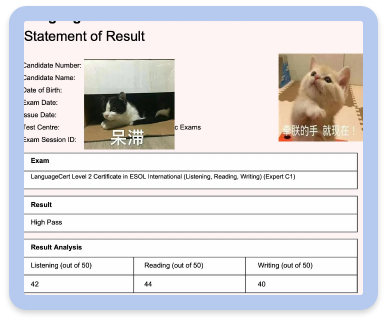 Statement of Result
Candidate Number:
Candidate Name:
Date of Birth:
Exam Date:
Issue Date:
Test Centre:
c Exams
Exam Session ID:
呆滞
牵朕的手 就现在!
Exam
LanguageCert Level 2 Certificate in ESOL International (Listening, Reading, Writing) (Expert C1)
Result
High Pass
Result Analysis
Listening (out of 50)
Reading (out of 50)
Writing (out of 50)
42
44
40